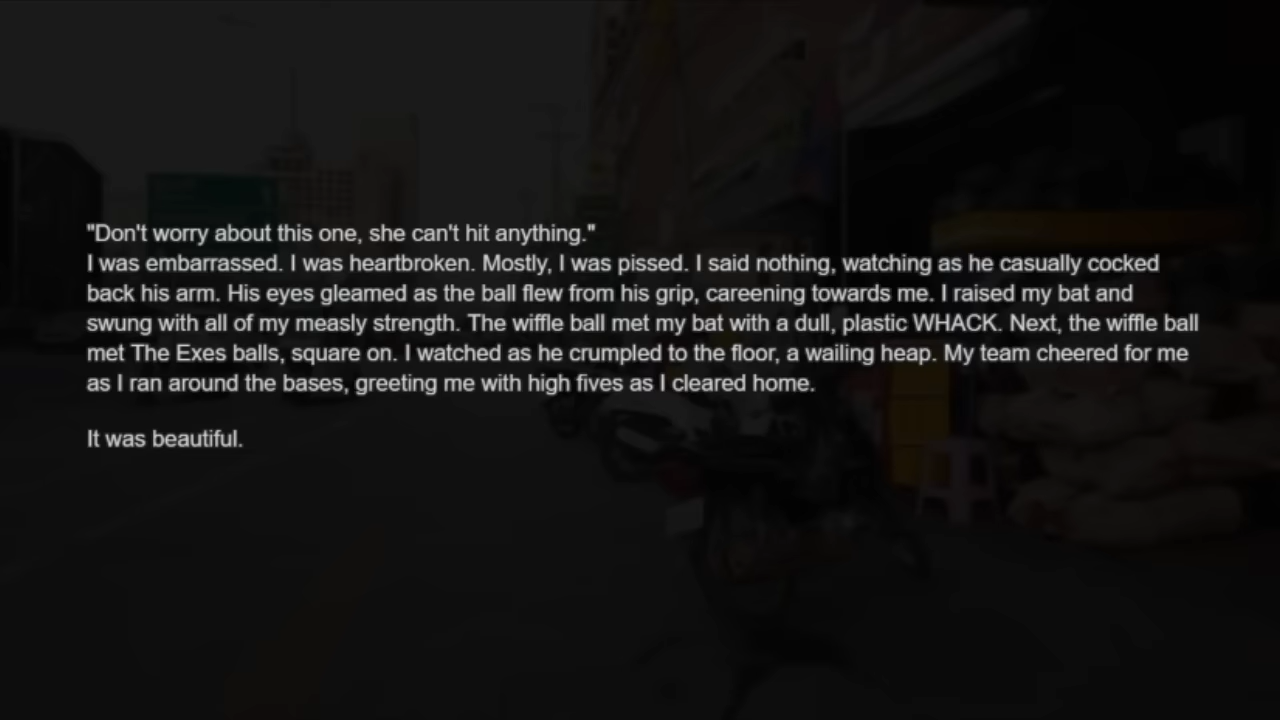 "Don't worry about this one, she can't hit anything."
I was embarrassed. I was heartbroken. Mostly, I was pissed. I said nothing, watching as he casually cocked
back his arm. His eyes gleamed as the ball flew from his grip, careening towards me. I raised my bat and
swung with all of my measly strength. The wiffle ball met my bat with a dull, plastic WHACK. Next, the wiffle ball
met The Exes balls, square on. I watched as he crumpled to the floor, a wailing heap. My team cheered for me
as I ran around the bases, greeting me with high fives as I cleared home.
It was beautiful.